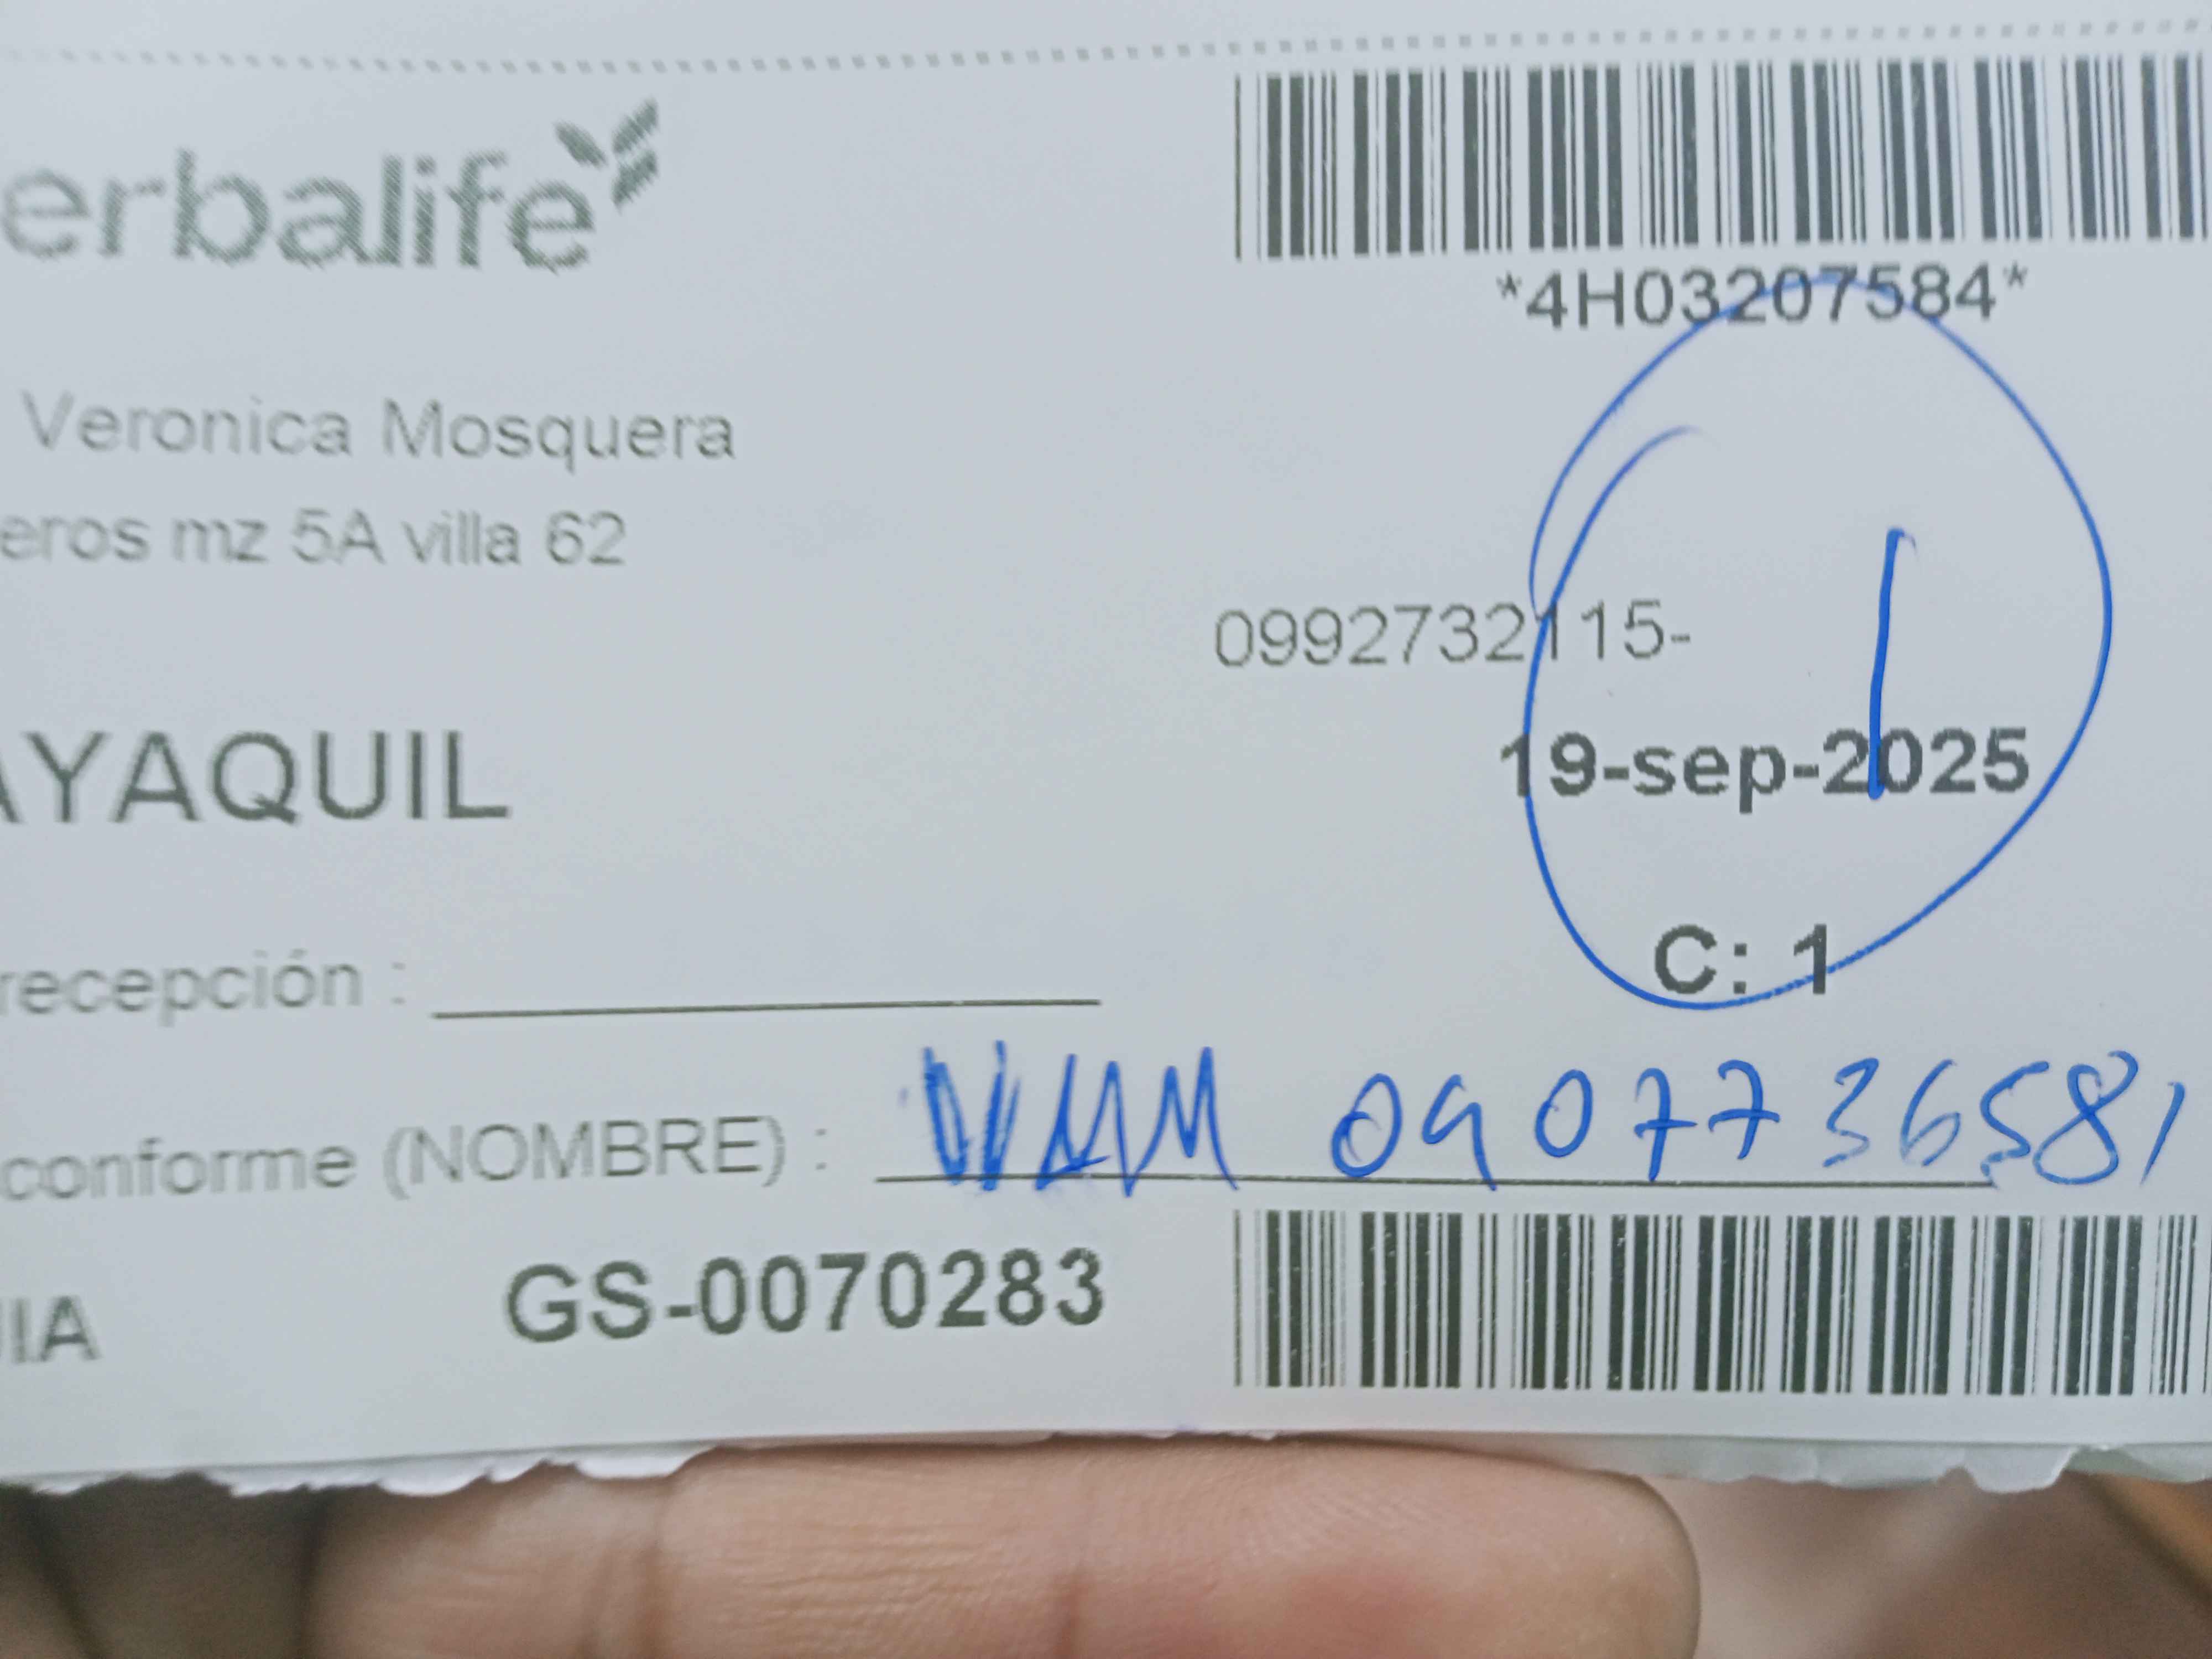 erbalife
*4H03207584*
Veronica Mosquera
eros mz 5A villa 62
0992732115-
AYAQUIL
19-sep-2025
C: 1
recepción :
conforme (NOMBRE) : 0907736581
IA GS-0070283